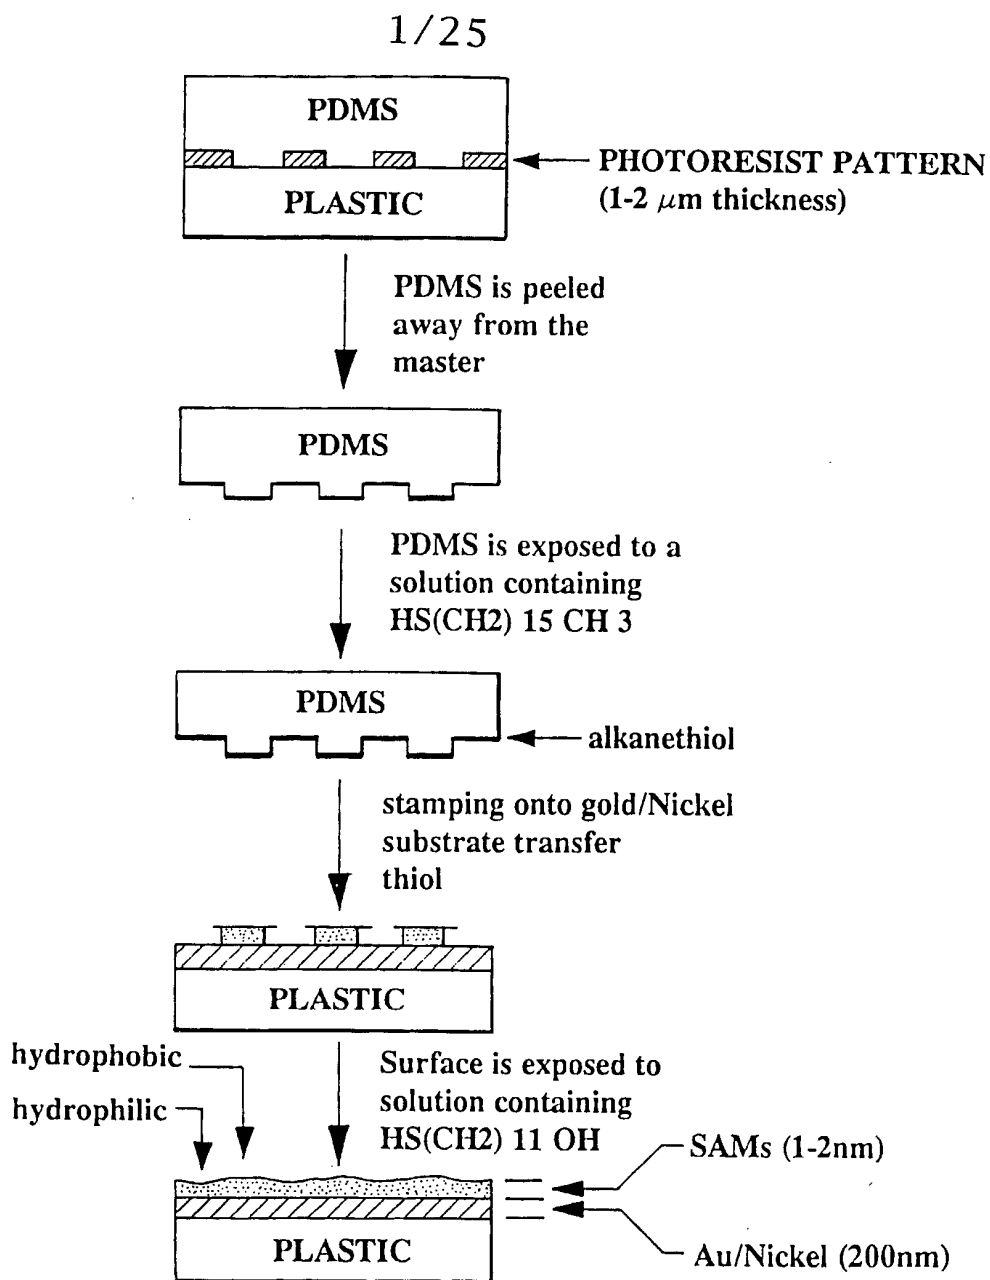 1/25
PDMS
PHOTORESIST PATTERN
(1-2 μm thickness)
PLASTIC
PDMS is peeled
away from the
master
PDMS
PDMS is exposed to a
solution containing
HS(CH2) 15 CH 3
PDMS
alkanethiol
stamping onto gold/Nickel
substrate transfer
thiol
PLASTIC
hydrophobic
hydrophilic
Surface is exposed to
solution containing
HS(CH2) 11 OH
SAMs (1-2nm)
PLASTIC
Au/Nickel (200nm)